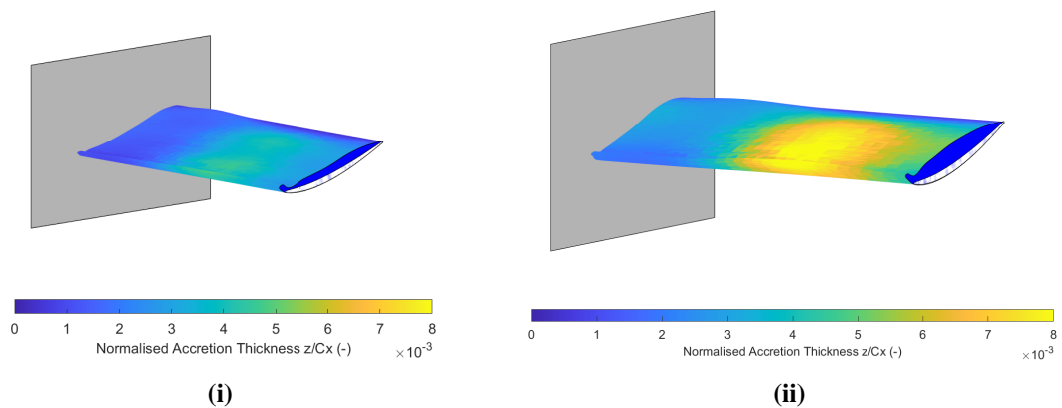 0 1 2 3 4 5 6 7 8
Normalised Accretion Thickness z/Cx (-)
×10⁻³
(i)
0 1 2 3 4 5 6 7 8
Normalised Accretion Thickness z/Cx (-)
×10⁻³
(ii)